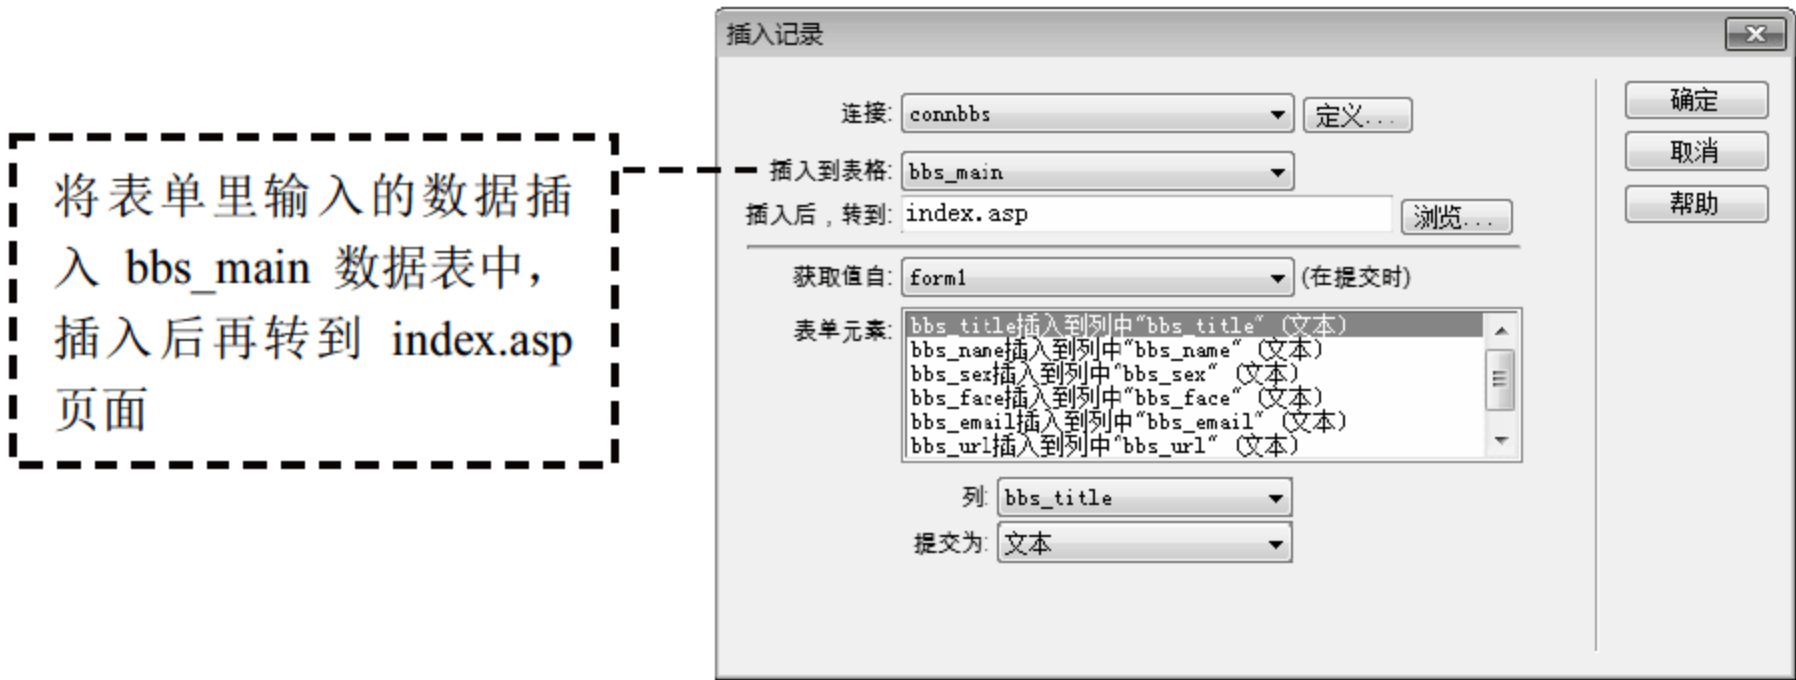 将表单里输入的数据插
入 bbs_main 数据表中，
插入后再转到 index.asp
页面
插入记录
连接: connbbs 定义...
插入到表格: bbs_main
插入后，转到: index.asp 浏览...
获取值自: form1 (在提交时)
表单元素: bbs_title插入到列中"bbs_title" (文本)
bbs_name插入到列中"bbs_name" (文本)
bbs_sex插入到列中"bbs_sex" (文本)
bbs_face插入到列中"bbs_face" (文本)
bbs_email插入到列中"bbs_email" (文本)
bbs_url插入到列中"bbs_url" (文本)
列: bbs_title
提交为: 文本
确定
取消
帮助